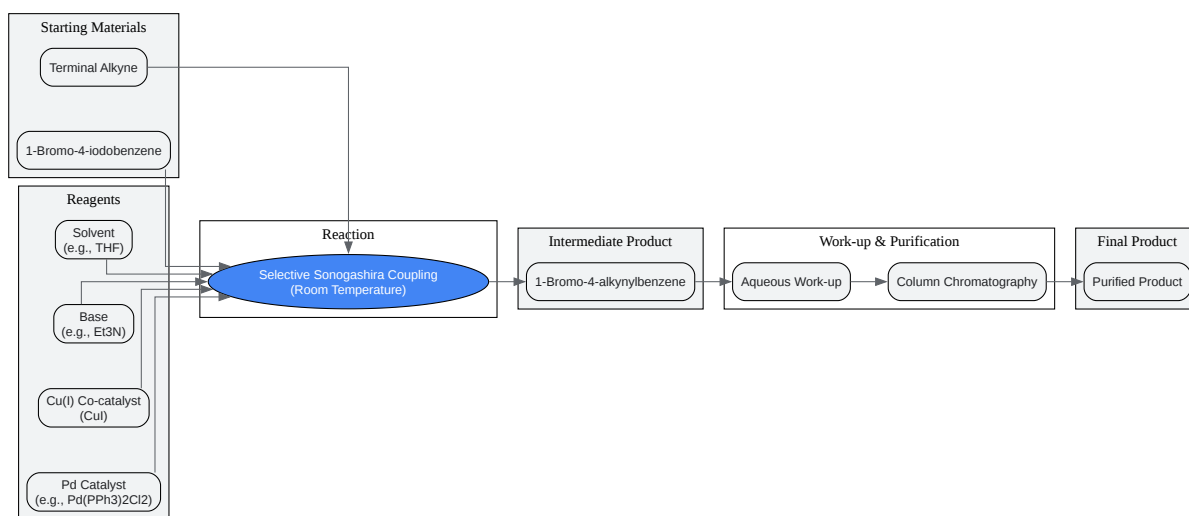 Starting Materials
Terminal Alkyne
1-Bromo-4-iodobenzene
Reagents
Solvent
(e.g., THF)
Base
(e.g., Et3N)
Cu(I) Co-catalyst
(CuI)
Pd Catalyst
(e.g., Pd(PPh3)2Cl2)
Reaction
Selective Sonogashira Coupling
(Room Temperature)
Intermediate Product
1-Bromo-4-alkynylbenzene
Work-up & Purification
Aqueous Work-up
Column Chromatography
Final Product
Purified Product